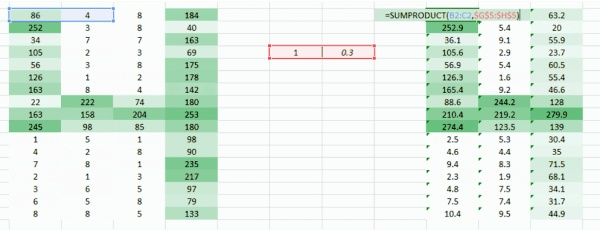 86 4 8 184 =SUMPRODUCT(B2:C2,$G$5:$H$5) 63.2
252 3 8 40 252.9 5.4 20
34 7 7 163 36.1 9.1 55.9
105 2 3 69 1 0.3 105.6 2.9 23.7
56 3 8 175 56.9 5.4 60.5
126 1 2 178 126.3 1.6 55.4
163 8 4 142 165.4 9.2 46.6
22 222 74 180 88.6 244.2 128
163 158 204 253 210.4 219.2 279.9
245 98 85 180 274.4 123.5 139
1 5 1 98 2.5 5.3 30.4
4 2 8 90 4.6 4.4 35
7 8 1 235 9.4 8.3 71.5
2 1 3 217 2.3 1.9 68.1
3 6 5 97 4.8 7.5 34.1
6 5 8 79 7.5 7.4 31.7
8 8 5 133 10.4 9.5 44.9